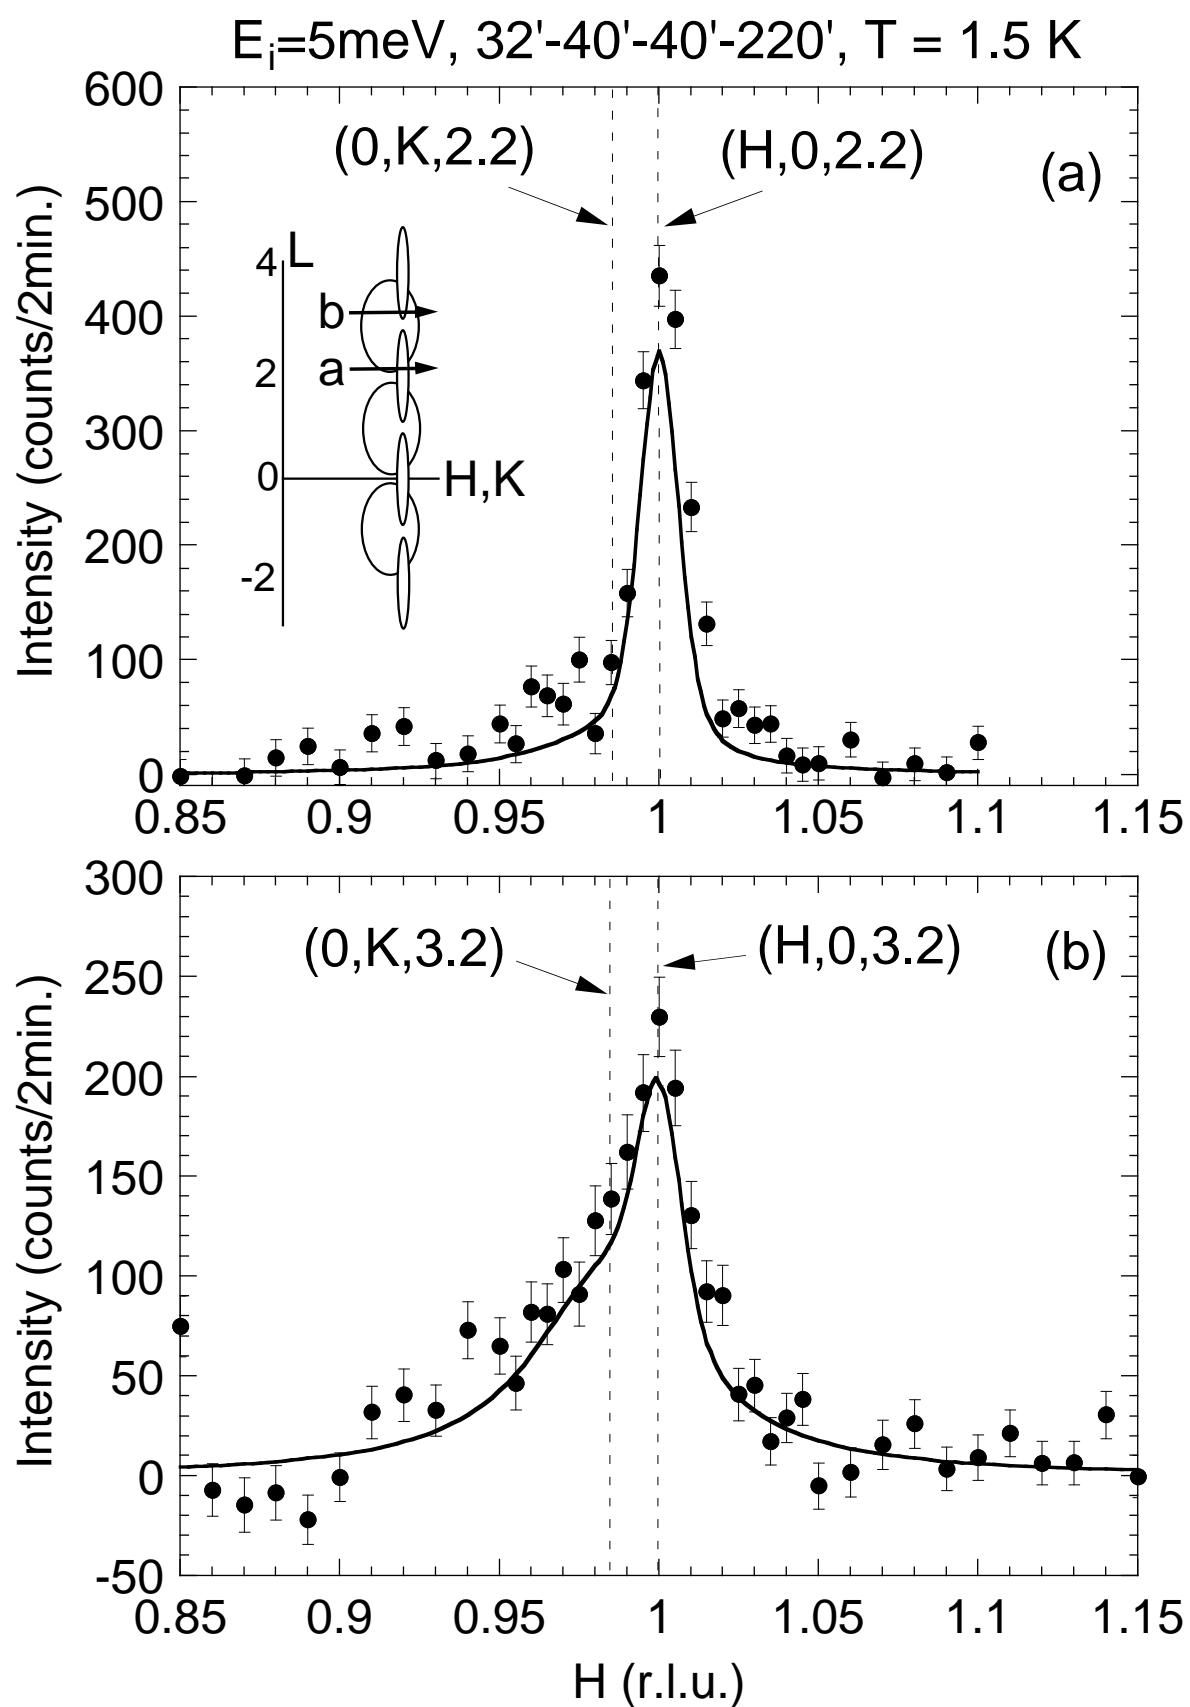 E_i=5meV, 32'-40'-40'-220', T = 1.5 K
600
500
400
300
200
100
0
Intensity (counts/2min.)
(0,K,2.2)
(H,0,2.2)
(a)
4
L
b
2
a
0
H,K
-2
0.85 0.9 0.95 1 1.05 1.1 1.15
300
250
200
150
100
50
0
-50
Intensity (counts/2min.)
(0,K,3.2)
(H,0,3.2)
(b)
0.85 0.9 0.95 1 1.05 1.1 1.15
H (r.l.u.)